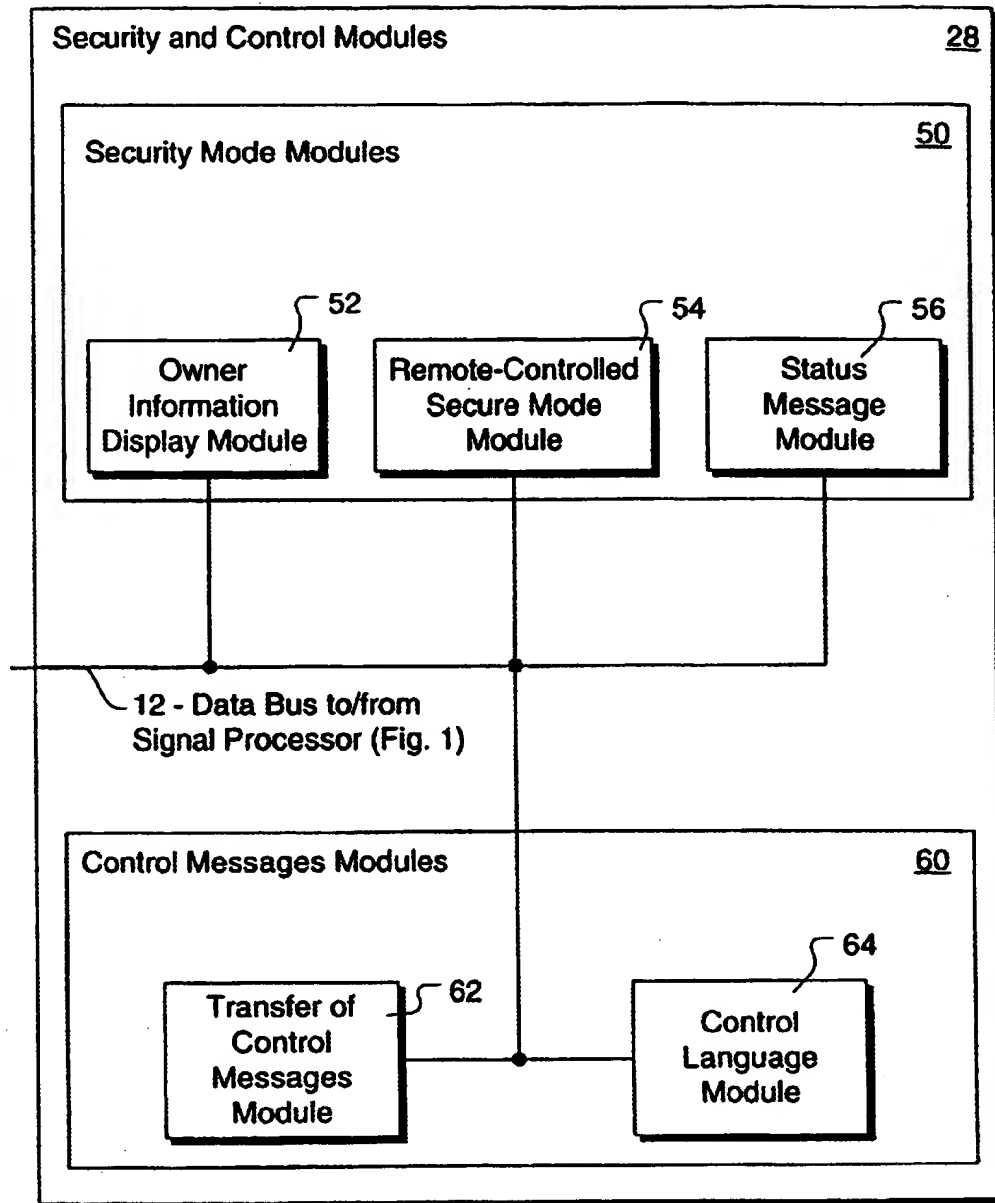 Security and Control Modules 28
Security Mode Modules 50
52
54
56
Owner
Information
Display Module
Remote-Controlled
Secure Mode
Module
Status
Message
Module
12 - Data Bus to/from
Signal Processor (Fig. 1)
Control Messages Modules 60
62
64
Transfer of
Control
Messages
Module
Control
Language
Module